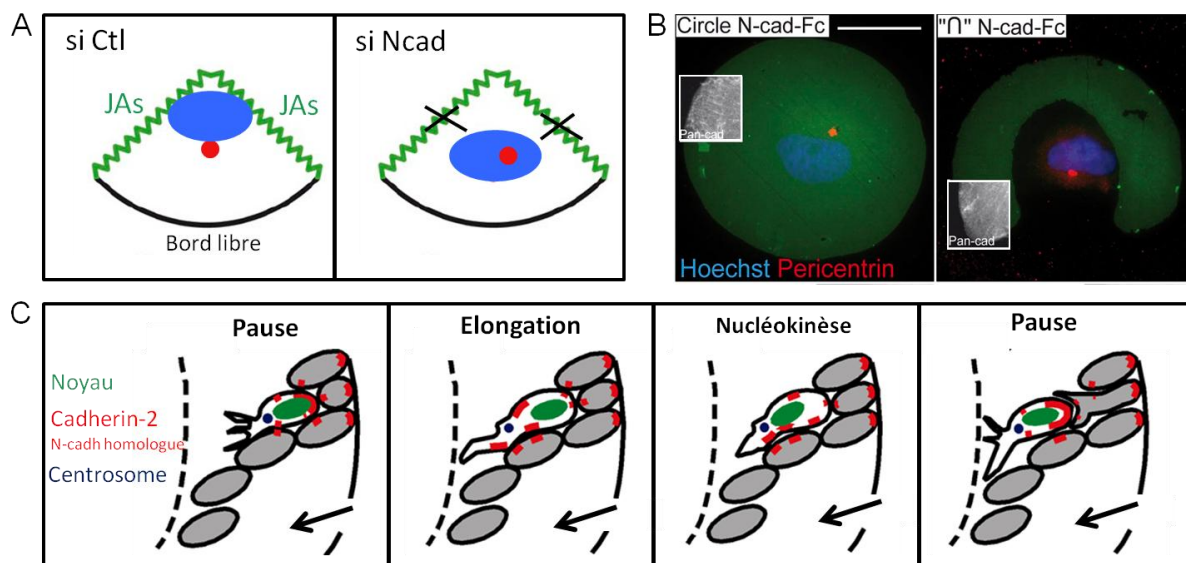 A
si Ctl
JAs
JAs
Bord libre
si Ncad
B
Circle N-cad-Fc
Pan-cad
Hoechst Pericentrin
"∩" N-cad-Fc
Pan-cad
C
Pause
Noyau
Cadherin-2
N-cadh homologue
Centrosome
Elongation
Nucléokinèse
Pause